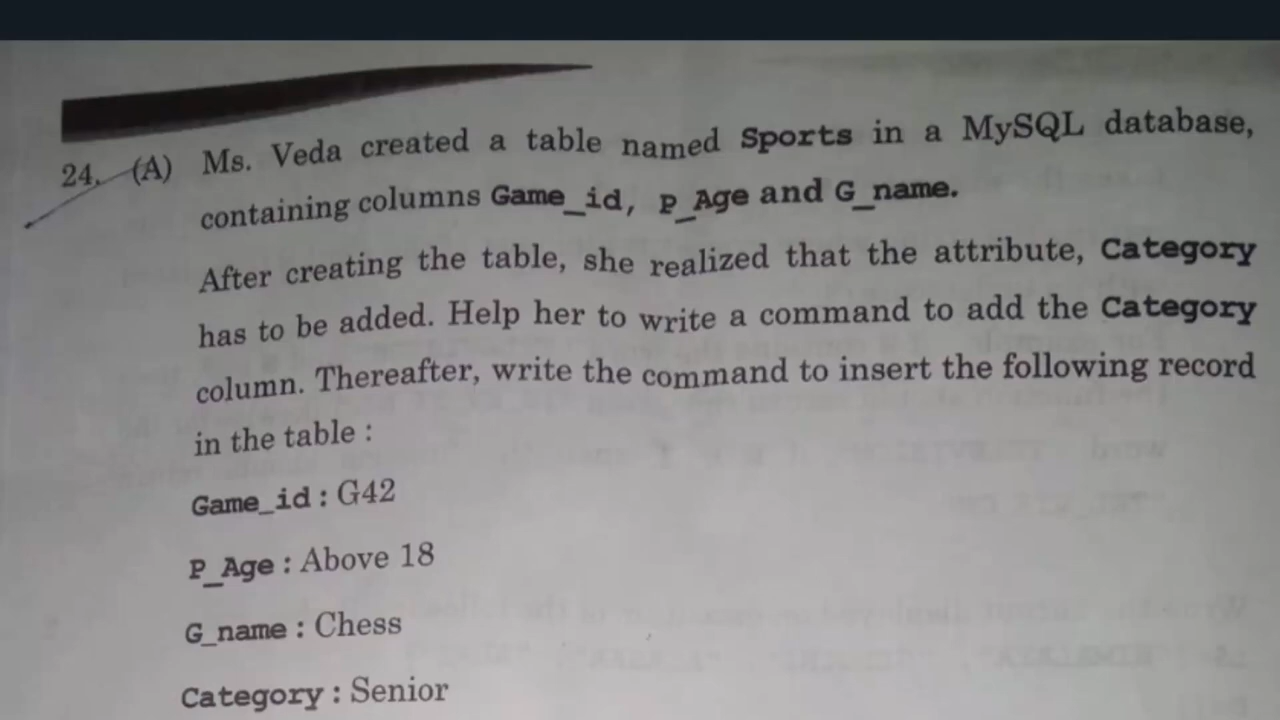 24. (A) Ms. Veda created a table named Sports in a MySQL database,
containing columns Game_id, P_Age and G_name.
After creating the table, she realized that the attribute, Category
has to be added. Help her to write a command to add the Category
column. Thereafter, write the command to insert the following record
in the table :
Game_id : G42
P_Age : Above 18
G_name : Chess
Category : Senior